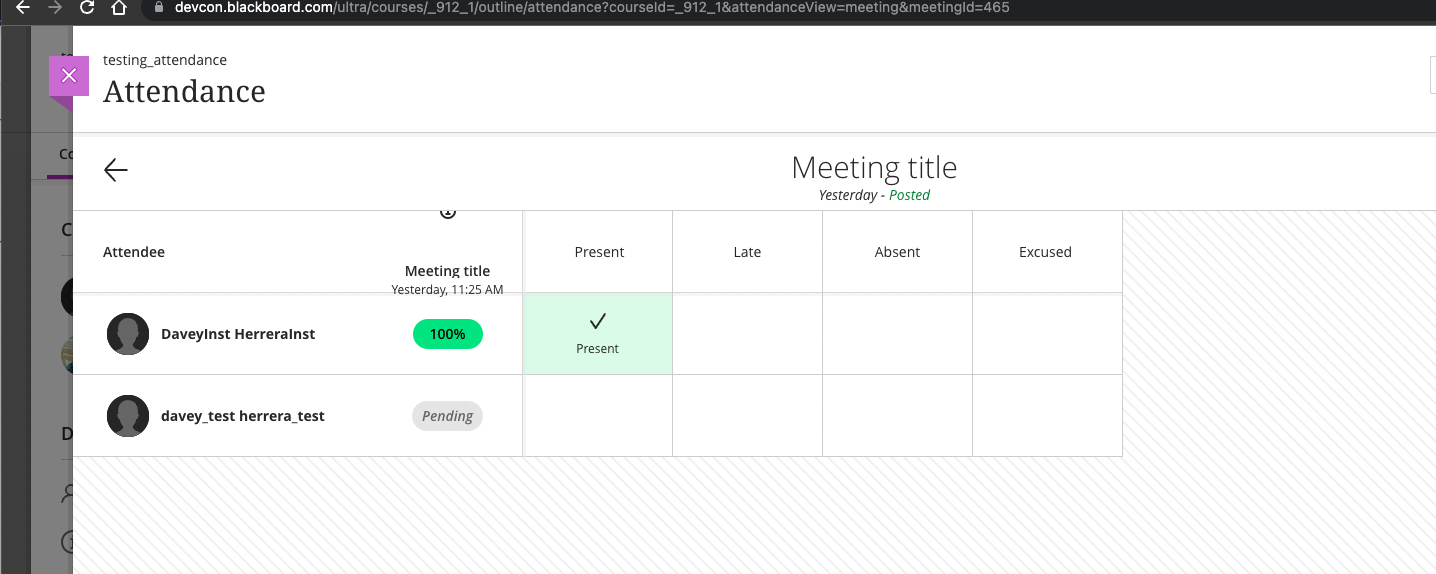 devcon.blackboard.com/ultra/courses/_912_1/outline/attendance?courseId=_912_1&attendanceView=meeting&meetingId=465
testing_attendance
Attendance
Meeting title
Yesterday - Posted
Attendee
Meeting title
Yesterday, 11:25 AM
Present
Late
Absent
Excused
DaveyInst HerreraInst
100%
Present
davey_test herrera_test
Pending